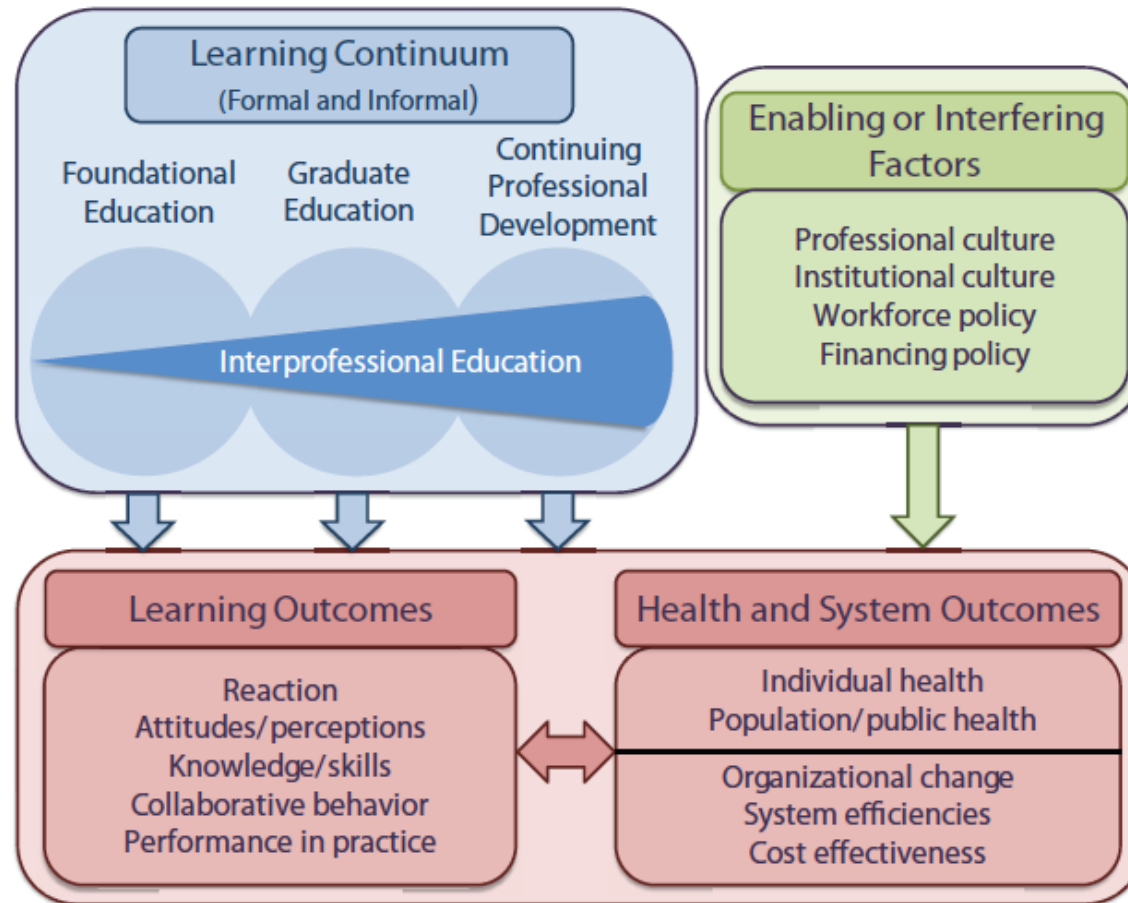 Learning Continuum
(Formal and Informal)
Foundational
Education
Graduate
Education
Continuing
Professional
Development
Interprofessional Education
Enabling or Interfering
Factors
Professional culture
Institutional culture
Workforce policy
Financing policy
Learning Outcomes
Reaction
Attitudes/perceptions
Knowledge/skills
Collaborative behavior
Performance in practice
Health and System Outcomes
Individual health
Population/public health
Organizational change
System efficiencies
Cost effectiveness